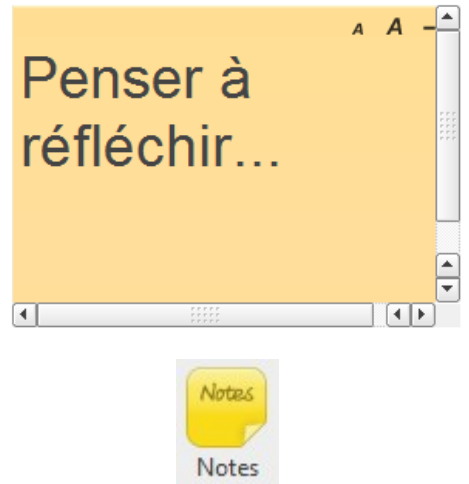 A A
Penser à
réfléchir...
Notes
Notes